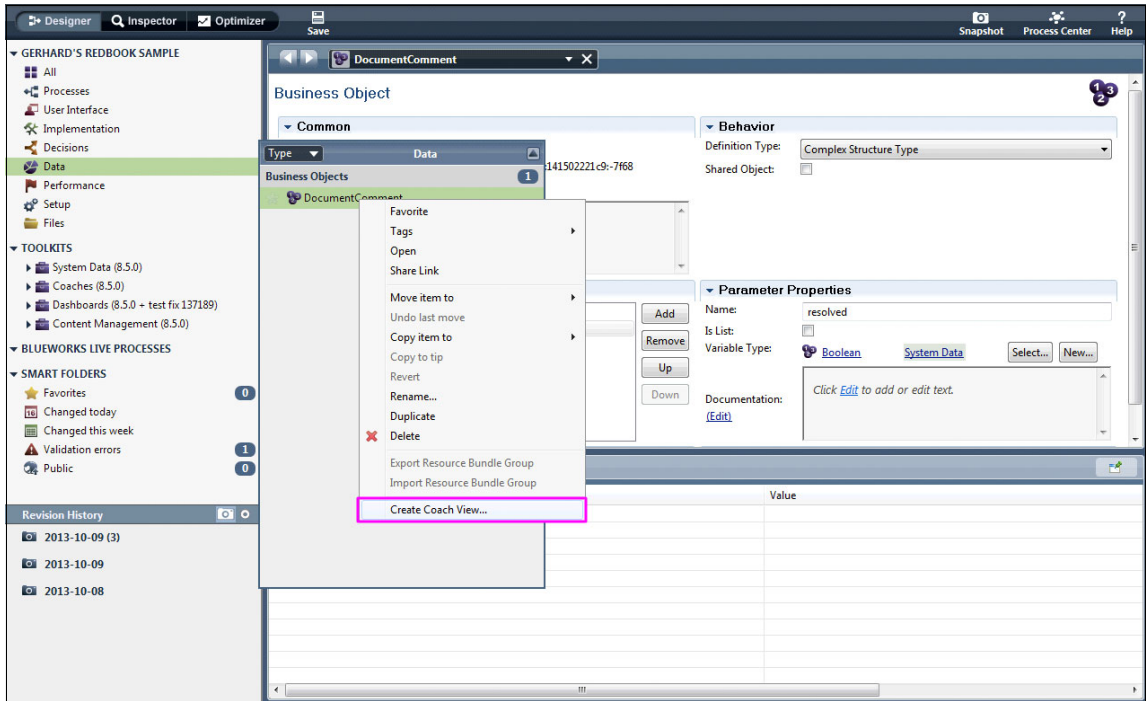 Designer Inspector Optimizer Save Snapshot Process Center Help
GERHARD'S REDBOOK SAMPLE
All
Processes
User Interface
Implementation
Decisions
Data
Performance
Setup
Files
TOOLKITS
System Data (8.5.0)
Coaches (8.5.0)
Dashboards (8.5.0 + test fix 137189)
Content Management (8.5.0)
BLUEWORKS LIVE PROCESSES
SMART FOLDERS
Favorites 0
16 Changed today
Changed this week
Validation errors 1
Public 0
Revision History
2013-10-09 (3)
2013-10-09
2013-10-08
DocumentComment
Business Object
1 2 3
Common
:141502221c9:-7f68
Type Data
Business Objects 1
DocumentComment
Favorite
Tags
Open
Share Link
Move item to
Undo last move
Copy item to
Copy to tip
Revert
Rename...
Duplicate
Delete
Export Resource Bundle Group
Import Resource Bundle Group
Create Coach View...
Add
Remove
Up
Down
Behavior
Definition Type: Complex Structure Type
Shared Object:
Parameter Properties
Name: resolved
Is List:
Variable Type: Boolean System Data Select... New...
Documentation:
(Edit)
Click Edit to add or edit text.
Value